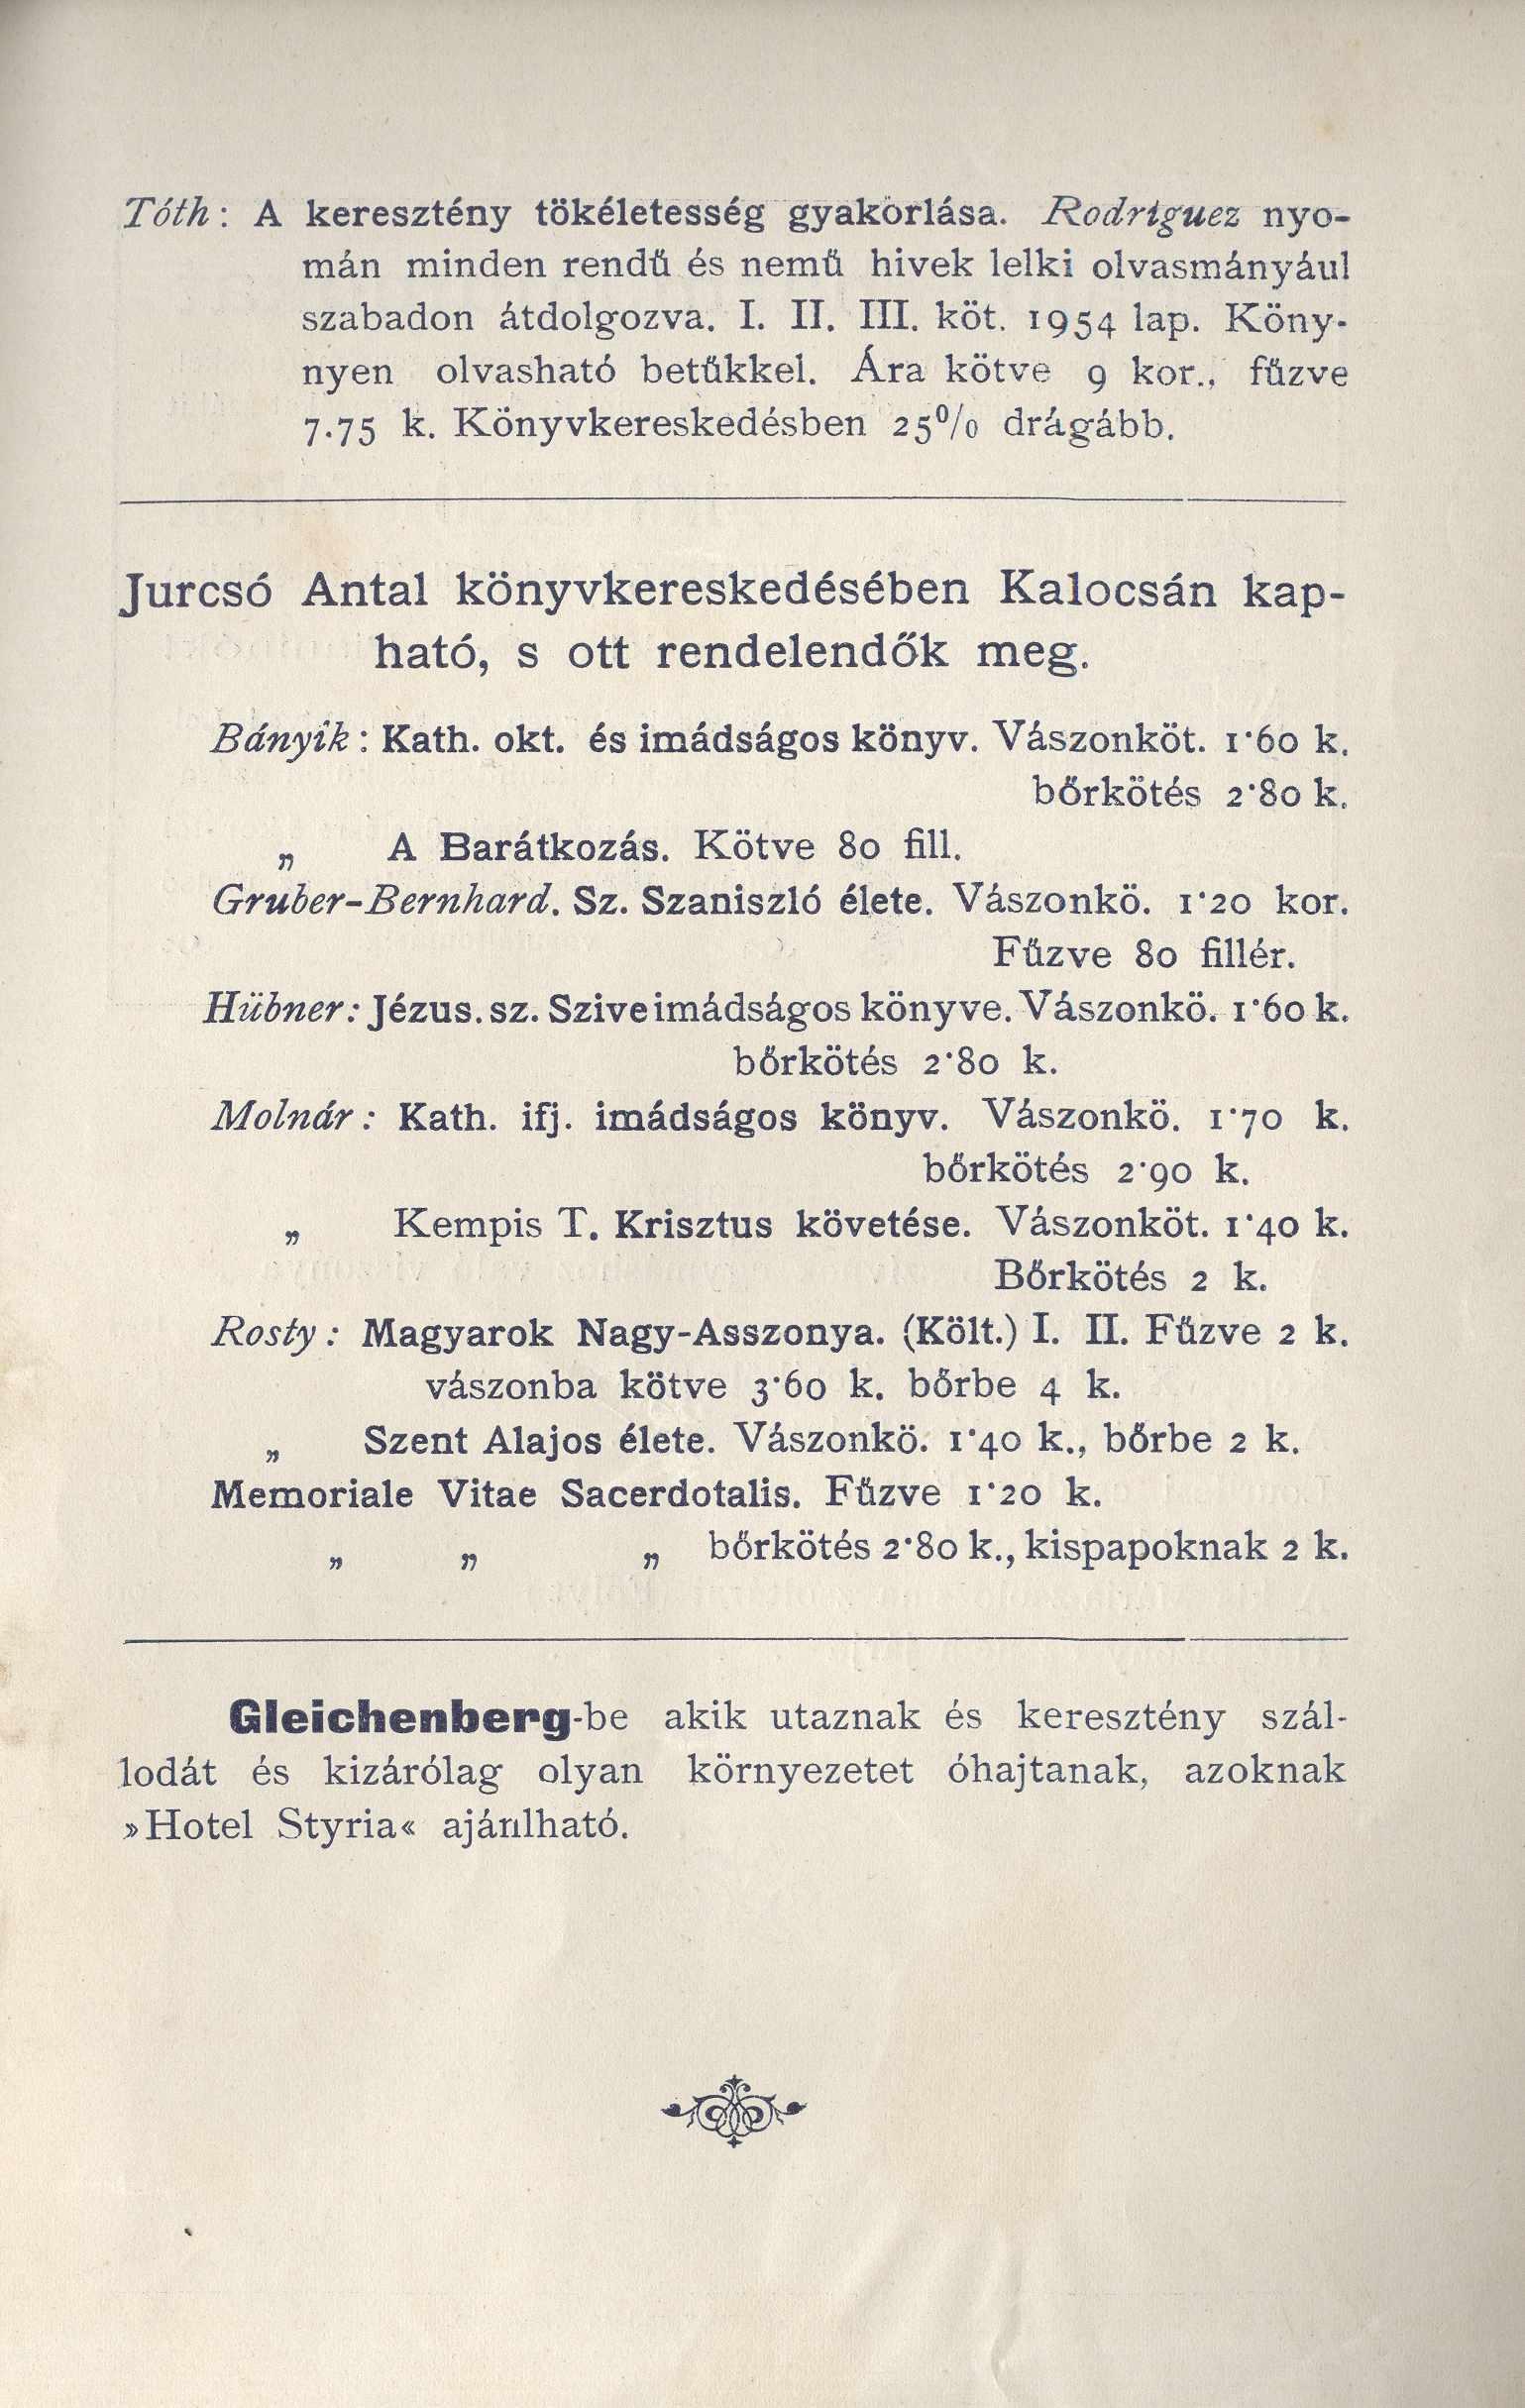 Tóth: A keresztény tökéletesség gyakorlása. Rodriguez nyo-
mán minden rendű és nemű hivek lelki olvasmányául
szabadon átdolgozva. I. II. III. köt. 1954 lap. Köny-
nyen olvasható betűkkel. Ára kötve 9 kor., fűzve
7.75 k. Könyvkereskedésben 25% drágább.
Jurcsó Antal könyvkereskedésében Kalocsán kap-
ható, s ott rendelendők meg.
Bányik: Kath. okt. és imádságos könyv. Vászonköt. 1·60 k.
bőrkötés 2·80 k.
„ A Barátkozás. Kötve 80 fill.
Gruber-Bernhard. Sz. Szaniszló élete. Vászonkö. 1·20 kor.
Fűzve 80 fillér.
Hübner: Jézus. sz. Szive imádságos könyve. Vászonkö. 1·60 k.
bőrkötés 2·80 k.
Molnár: Kath. ifj. imádságos könyv. Vászonkö. 1·70 k.
bőrkötés 2·90 k.
„ Kempis T. Krisztus követése. Vászonköt. 1·40 k.
Bőrkötés 2 k.
Rosty: Magyarok Nagy-Asszonya. (Költ.) I. II. Fűzve 2 k.
vászonba kötve 3·60 k. bőrbe 4 k.
„ Szent Alajos élete. Vászonkö. 1·40 k., bőrbe 2 k.
Memoriale Vitae Sacerdotalis. Fűzve 1·20 k.
„ „ „ bőrkötés 2·80 k., kispapoknak 2 k.
Gleichenberg-be akik utaznak és keresztény szál-
lodát és kizárólag olyan környezetet óhajtanak, azoknak
»Hotel Styria« ajánlható.